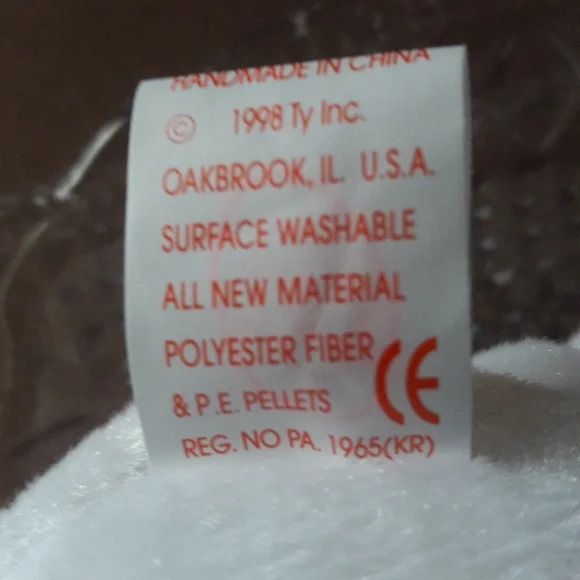 HANDMADE IN CHINA
© 1998 Ty Inc.
OAKBROOK, IL. U.S.A.
SURFACE WASHABLE
ALL NEW MATERIAL
POLYESTER FIBER
& P.E. PELLETS CE
REG. NO PA. 1965(KR)